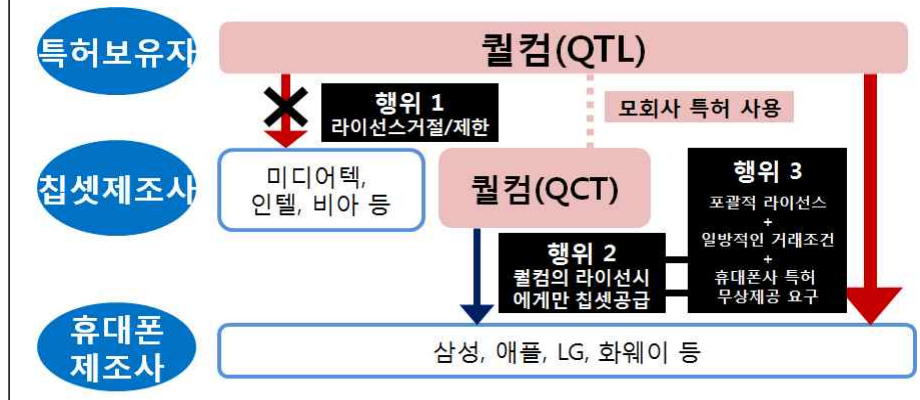 특허보유자
퀄컴(QTL)
행위 1
라이선스거절/제한
모회사 특허 사용
칩셋제조사
미디어텍,
인텔, 비아 등
퀄컴(QCT)
행위 3
포괄적 라이선스
+
일방적인 거래조건
+
휴대폰사 특허
무상제공 요구
행위 2
퀄컴의 라이선시
에게만 칩셋공급
휴대폰
제조사
삼성, 애플, LG, 화웨이 등